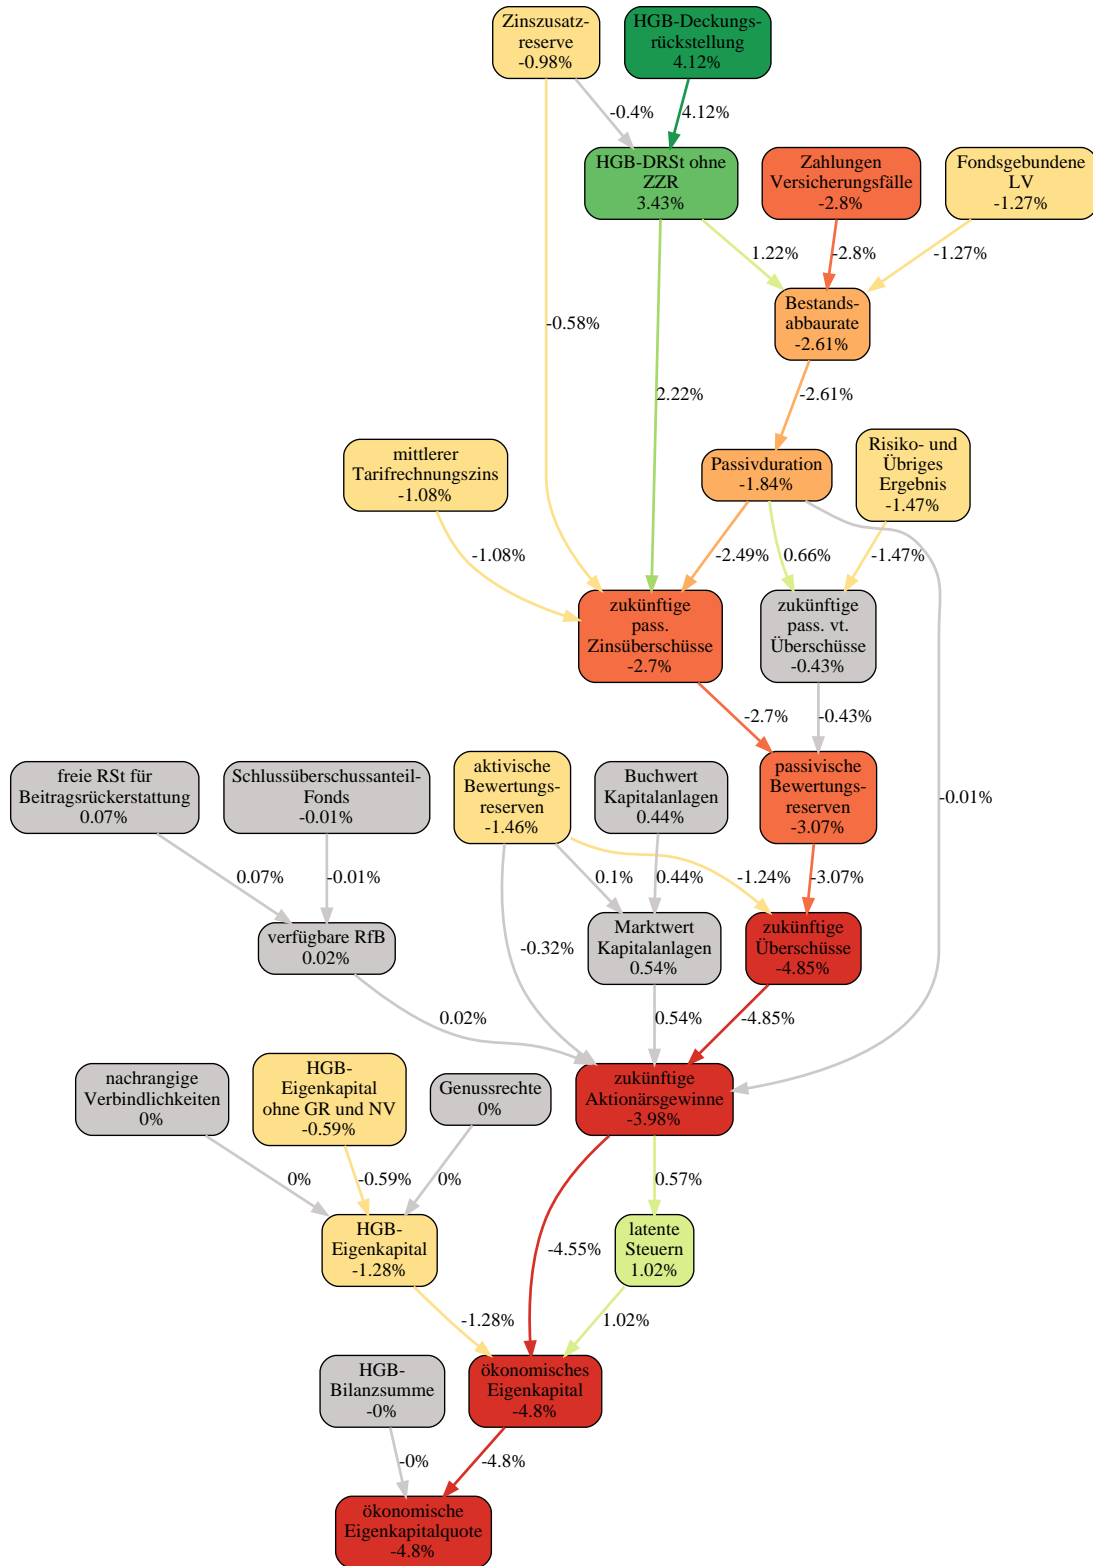 Zinszusatz-
reserve
-0.98%
HGB-Deckungs-
rückstellung
4.12%
-0.4%
4.12%
HGB-DRSt ohne
ZZR
3.43%
Zahlungen
Versicherungsfälle
-2.8%
Fondsgebundene
LV
-1.27%
1.22%
-2.8%
-1.27%
Bestands-
abbaurate
-2.61%
-0.58%
2.22%
-2.61%
mittlerer
Tarifrechnungszins
-1.08%
Passivduration
-1.84%
Risiko- und
Übriges
Ergebnis
-1.47%
-1.08%
-2.49%
0.66%
-1.47%
zukünftige
pass.
Zinsüberschüsse
-2.7%
zukünftige
pass. vt.
Überschüsse
-0.43%
-2.7%
-0.43%
freie RSt für
Beitragsrückerstattung
0.07%
Schlussüberschussanteil-
Fonds
-0.01%
aktivische
Bewertungs-
reserven
-1.46%
Buchwert
Kapitalanlagen
0.44%
passivische
Bewertungs-
reserven
-3.07%
-0.01%
0.07%
-0.01%
0.1%
0.44%
-1.24%
-3.07%
verfügbare RfB
0.02%
-0.32%
Marktwert
Kapitalanlagen
0.54%
zukünftige
Überschüsse
-4.85%
0.02%
0.54%
-4.85%
nachrangige
Verbindlichkeiten
0%
HGB-
Eigenkapital
ohne GR und NV
-0.59%
Genussrechte
0%
zukünftige
Aktionärsgewinne
-3.98%
0%
-0.59%
0%
0.57%
HGB-
Eigenkapital
-1.28%
-4.55%
latente
Steuern
1.02%
-1.28%
1.02%
HGB-
Bilanzsumme
-0%
ökonomisches
Eigenkapital
-4.8%
-0%
-4.8%
ökonomische
Eigenkapitalquote
-4.8%